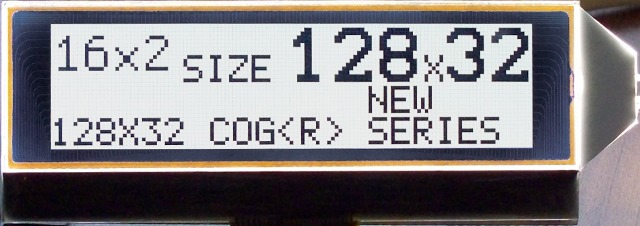 16x2 SIZE 128x32
NEW
128X32 COG<R> SERIES